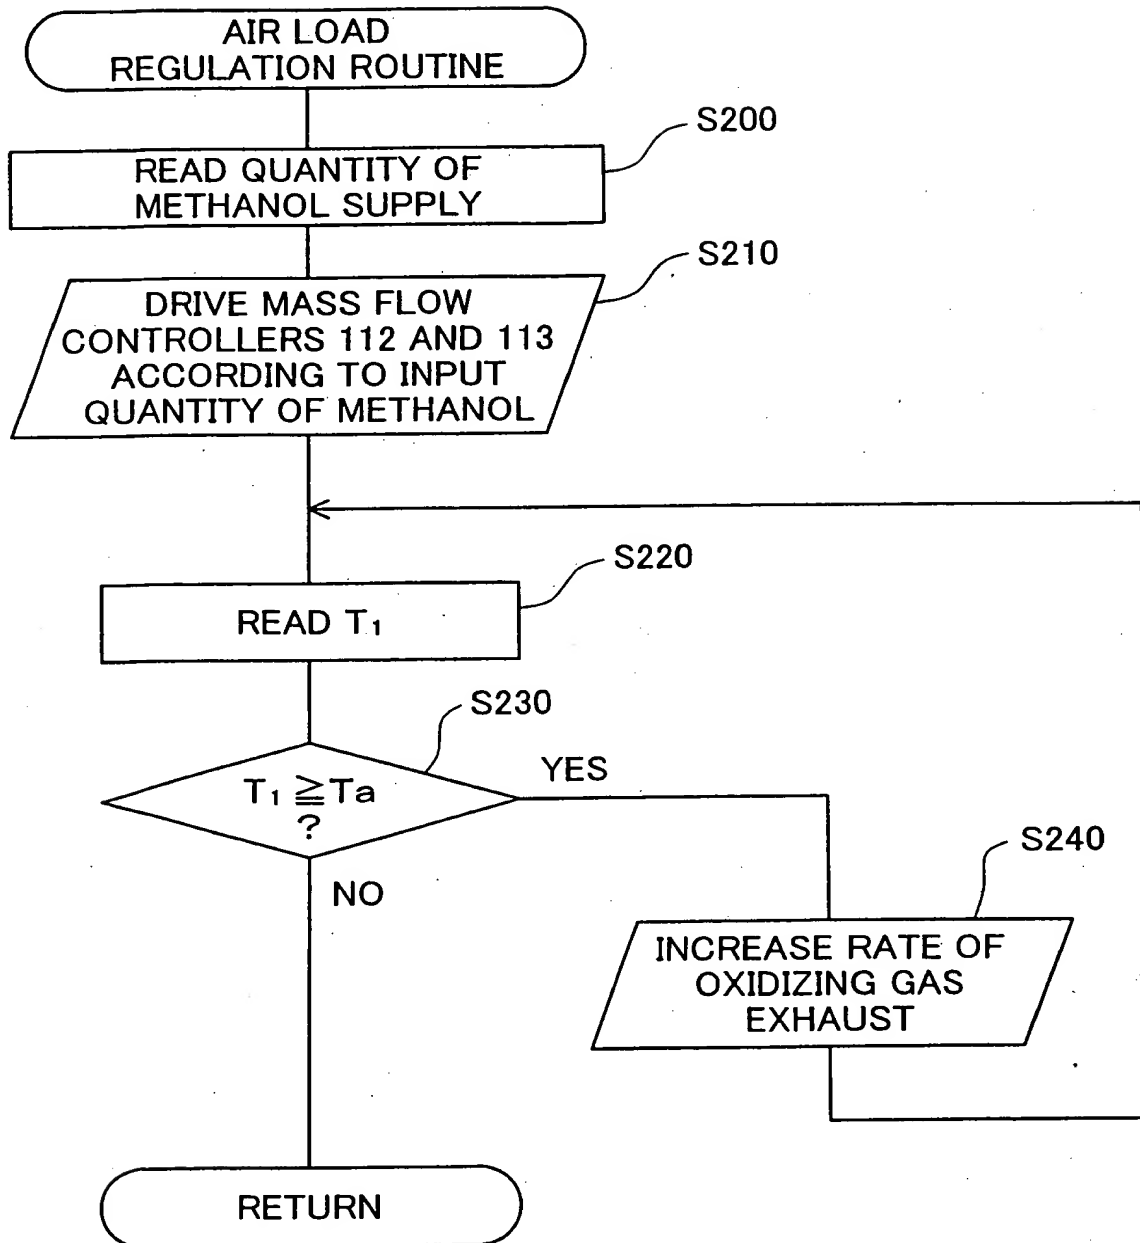 AIR LOAD
REGULATION ROUTINE
S200
READ QUANTITY OF
METHANOL SUPPLY
S210
DRIVE MASS FLOW
CONTROLLERS 112 AND 113
ACCORDING TO INPUT
QUANTITY OF METHANOL
S220
READ T₁
S230
T₁ ≧ Ta
?
YES
NO
S240
INCREASE RATE OF
OXIDIZING GAS
EXHAUST
RETURN